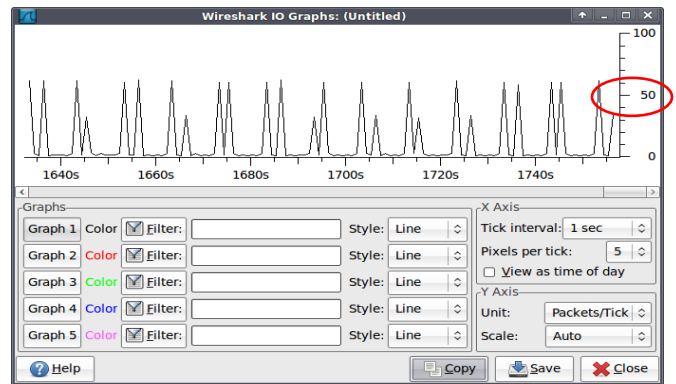 Wireshark IO Graphs: (Untitled)
100
50
0
1640s 1660s 1680s 1700s 1720s 1740s
Graphs
Graph 1 Color Filter: Style: Line
Graph 2 Color Filter: Style: Line
Graph 3 Color Filter: Style: Line
Graph 4 Color Filter: Style: Line
Graph 5 Color Filter: Style: Line
X Axis
Tick interval: 1 sec
Pixels per tick: 5
View as time of day
Y Axis
Unit: Packets/Tick
Scale: Auto
Help Copy Save Close